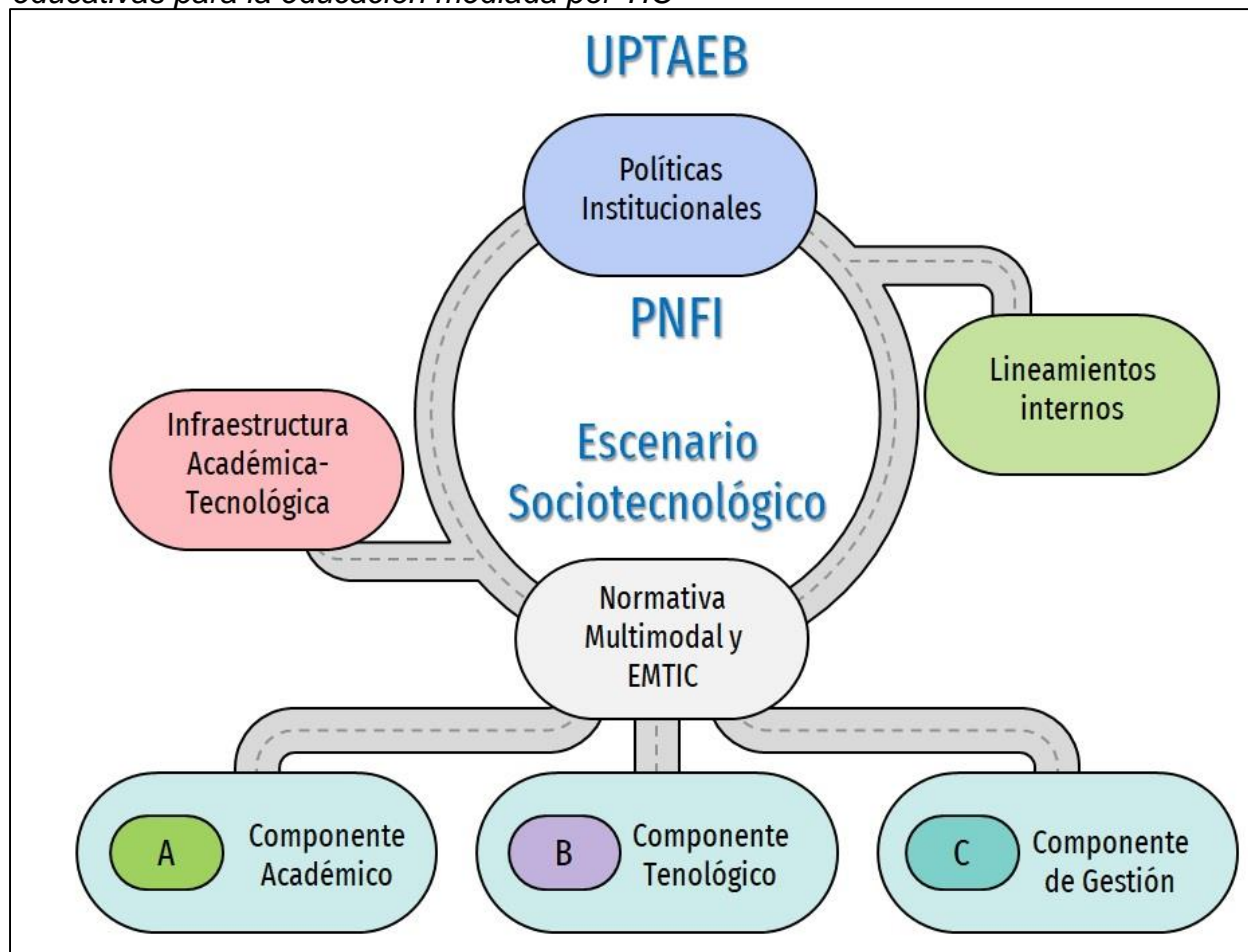 educativas para la educación mediada por TIC
UPTAEB
Políticas
Institucionales
PNFI
Lineamientos
internos
Infraestructura
Académica-
Tecnológica
Escenario
Sociotecnológico
Normativa
Multimodal y
EMTIC
A
Componente
Académico
B
Componente
Tenológico
C
Componente
de Gestión